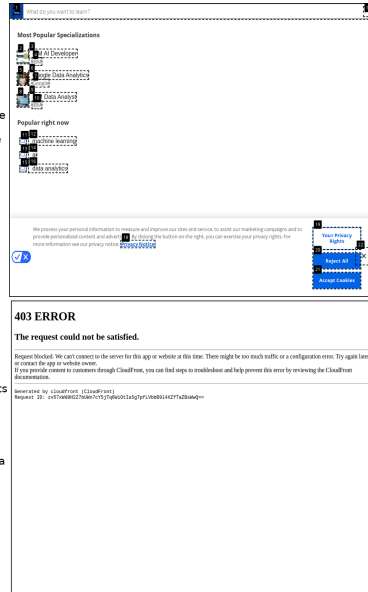 What do you want to learn?
Most Popular Specializations
AI Developer
Google Data Analytics
Data Analyst
Popular right now
machine learning
data analytics
We process your personal information to measure and improve our sites and service, to assist our marketing campaigns and to
provide personalized content and By clicking the button on the right, you can exercise your privacy rights. For
more information see our privacy notice. Privacy Notice
Your Privacy
Rights
Reject All
Accept Cookies
403 ERROR
The request could not be satisfied.
Request blocked. We can't connect to the server for this app or website at this time. There might be too much traffic or a configuration error. Try again late
or contact the app or website owner.
If you provide content to customers through CloudFront, you can find steps to troubleshoot and help prevent this error by reviewing the CloudFront
documentation.
Generated by cloudfront (CloudFront)
Request ID: